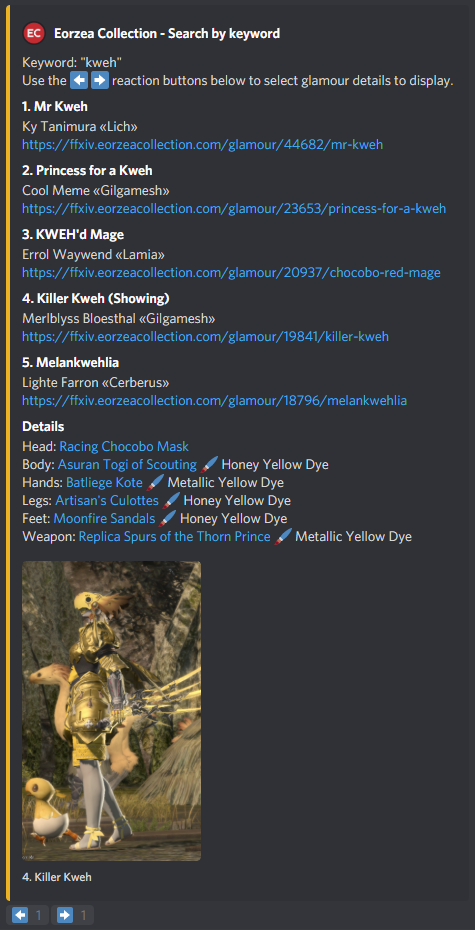 EC Eorzea Collection - Search by keyword
Keyword: "kweh"
Use the ⬅️ ➡️ reaction buttons below to select glamour details to display.
1. Mr Kweh
Ky Tanimura «Lich»
https://ffxiv.eorzeacollection.com/glamour/44682/mr-kweh
2. Princess for a Kweh
Cool Meme «Gilgamesh»
https://ffxiv.eorzeacollection.com/glamour/23653/princess-for-a-kweh
3. KWEH'd Mage
Errol Waywend «Lamia»
https://ffxiv.eorzeacollection.com/glamour/20937/chocobo-red-mage
4. Killer Kweh (Showing)
Merlblyss Bloesthal «Gilgamesh»
https://ffxiv.eorzeacollection.com/glamour/19841/killer-kweh
5. Melankwehlia
Lighte Farron «Cerberus»
https://ffxiv.eorzeacollection.com/glamour/18796/melankwehlia
Details
Head: Racing Chocobo Mask
Body: Asuran Togi of Scouting 🖌️ Honey Yellow Dye
Hands: Batliege Kote 🖌️ Metallic Yellow Dye
Legs: Artisan's Culottes 🖌️ Honey Yellow Dye
Feet: Moonfire Sandals 🖌️ Honey Yellow Dye
Weapon: Replica Spurs of the Thorn Prince 🖌️ Metallic Yellow Dye
4. Killer Kweh
⬅️ 1 ➡️ 1